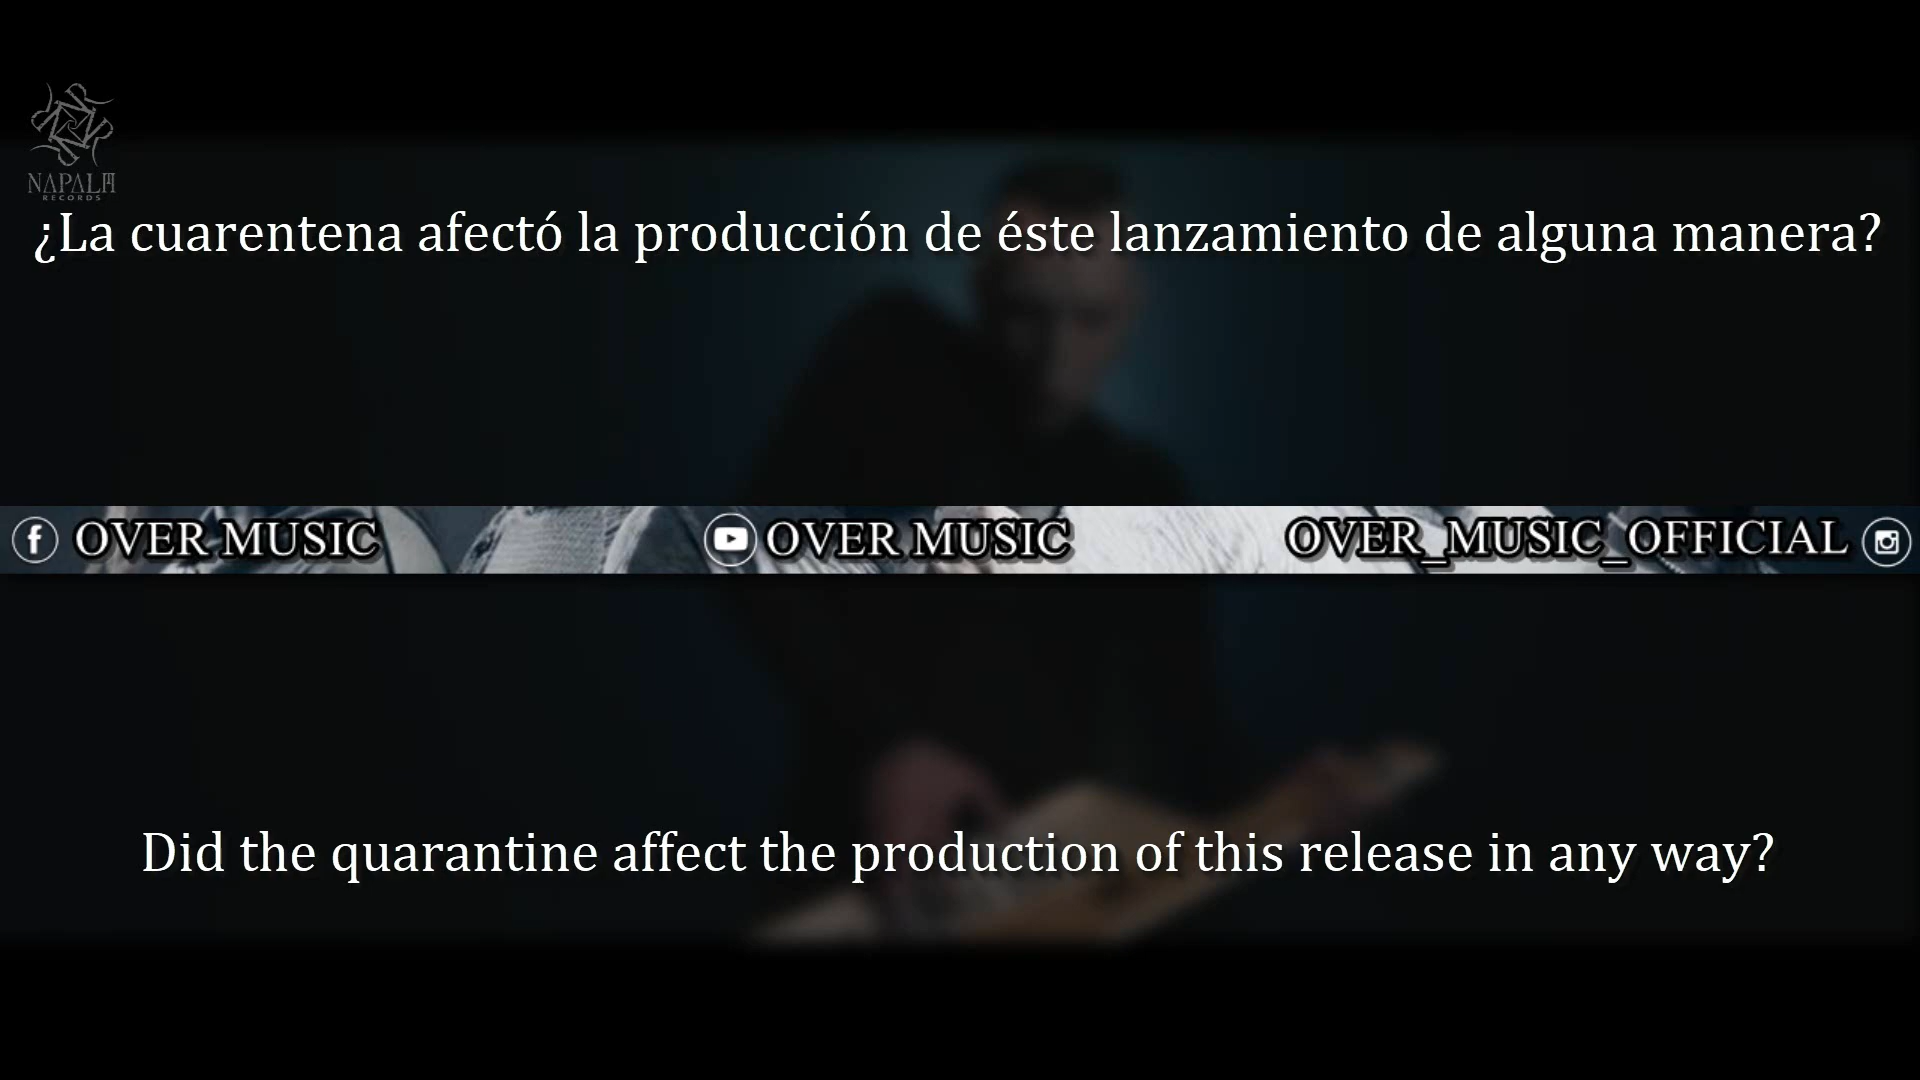 NAPALM
RECORDS
¿La cuarentena afectó la producción de éste lanzamiento de alguna manera?
OVER MUSIC
OVER MUSIC
OVER_MUSIC_OFFICIAL
Did the quarantine affect the production of this release in any way?